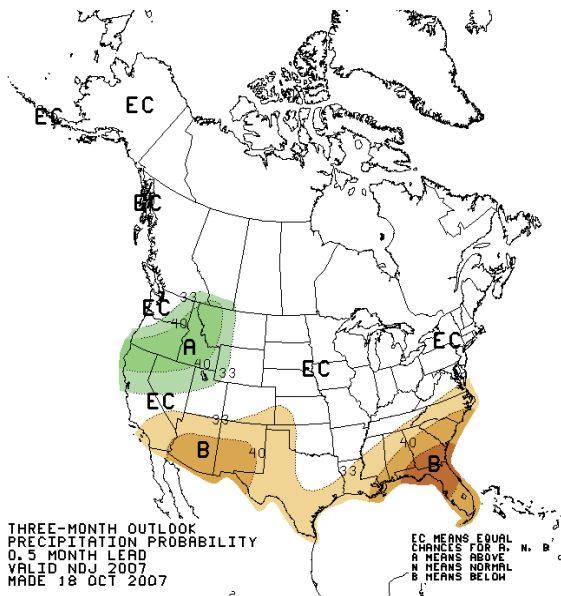 EC
EC
EC
33
EC
40
A
EC
40
33
EC
EC
33
B
40
33
40
B
THREE-MONTH OUTLOOK
PRECIPITATION PROBABILITY
0.5 MONTH LEAD
VALID NDJ 2007
MADE 18 OCT 2007
EC MEANS EQUAL
CHANCES FOR A, N, B
A MEANS ABOVE
N MEANS NORMAL
B MEANS BELOW